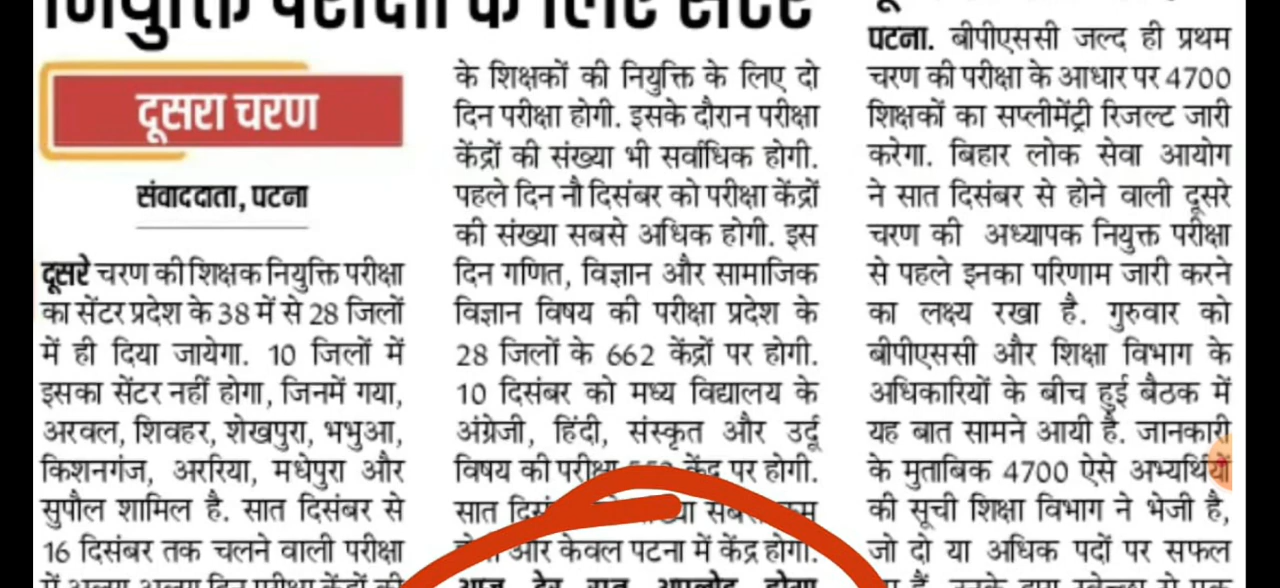 नियुक्ति परीक्षा के लिए सेंटर
दूसरा चरण
संवाददाता, पटना
दूसरे चरण की शिक्षक नियुक्ति परीक्षा
का सेंटर प्रदेश के 38 में से 28 जिलों
में ही दिया जायेगा. 10 जिलों में
इसका सेंटर नहीं होगा, जिनमें गया,
अरवल, शिवहर, शेखपुरा, भभुआ,
किशनगंज, अररिया, मधेपुरा और
सुपौल शामिल है. सात दिसंबर से
16 दिसंबर तक चलने वाली परीक्षा
के शिक्षकों की नियुक्ति के लिए दो
दिन परीक्षा होगी. इसके दौरान परीक्षा
केंद्रों की संख्या भी सर्वाधिक होगी.
पहले दिन नौ दिसंबर को परीक्षा केंद्रों
की संख्या सबसे अधिक होगी. इस
दिन गणित, विज्ञान और सामाजिक
विज्ञान विषय की परीक्षा प्रदेश के
28 जिलों के 662 केंद्रों पर होगी.
10 दिसंबर को मध्य विद्यालय के
अंग्रेजी, हिंदी, संस्कृत और उर्दू
विषय की परीक्षा केंद्र पर होगी.
सात
और केवल पटना में केंद्र होगी.
पटना. बीपीएससी जल्द ही प्रथम
चरण की परीक्षा के आधार पर 4700
शिक्षकों का सप्लीमेंट्री रिजल्ट जारी
करेगा. बिहार लोक सेवा आयोग
ने सात दिसंबर से होने वाली दूसरे
चरण की अध्यापक नियुक्त परीक्षा
से पहले इनका परिणाम जारी करने
का लक्ष्य रखा है. गुरुवार को
बीपीएससी और शिक्षा विभाग के
अधिकारियों के बीच हुई बैठक में
यह बात सामने आयी है. जानकारी
के मुताबिक 4700 ऐसे अभ्यर्थियों
की सूची शिक्षा विभाग ने भेजी है,
जो दो या अधिक पदों पर सफल